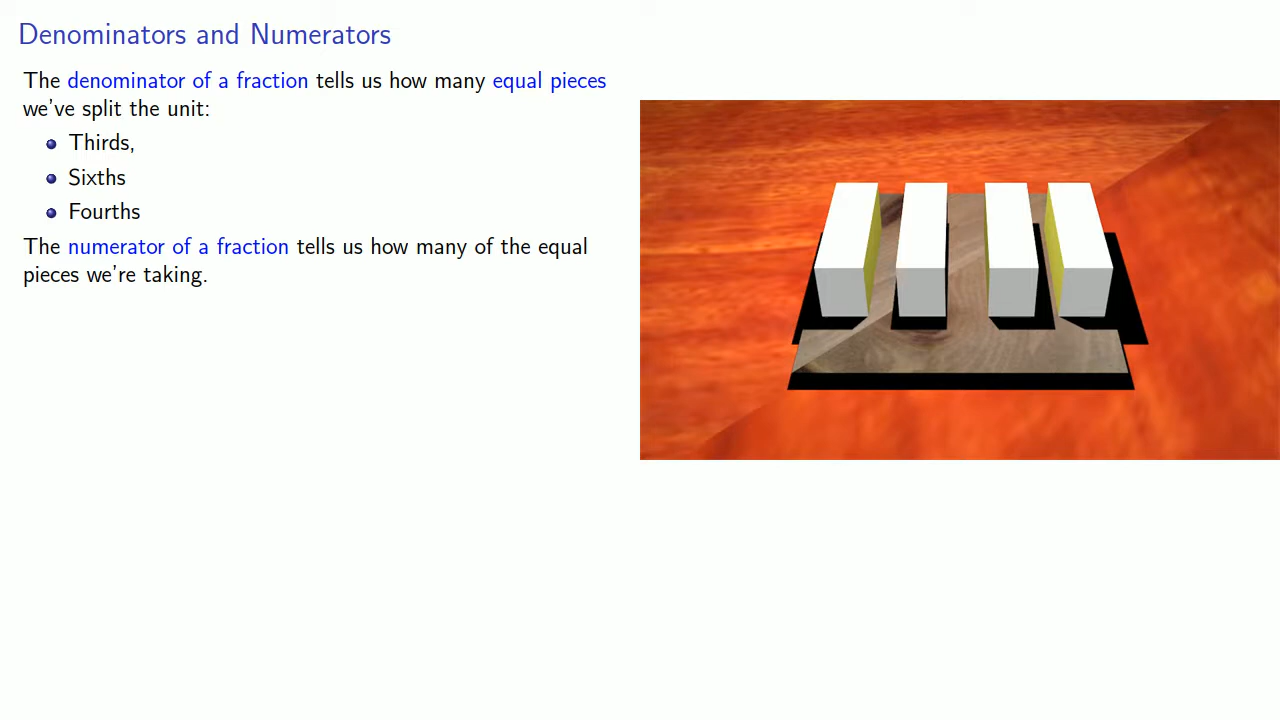 Denominators and Numerators
The denominator of a fraction tells us how many equal pieces
we've split the unit:
Thirds,
Sixths
Fourths
The numerator of a fraction tells us how many of the equal
pieces we're taking.